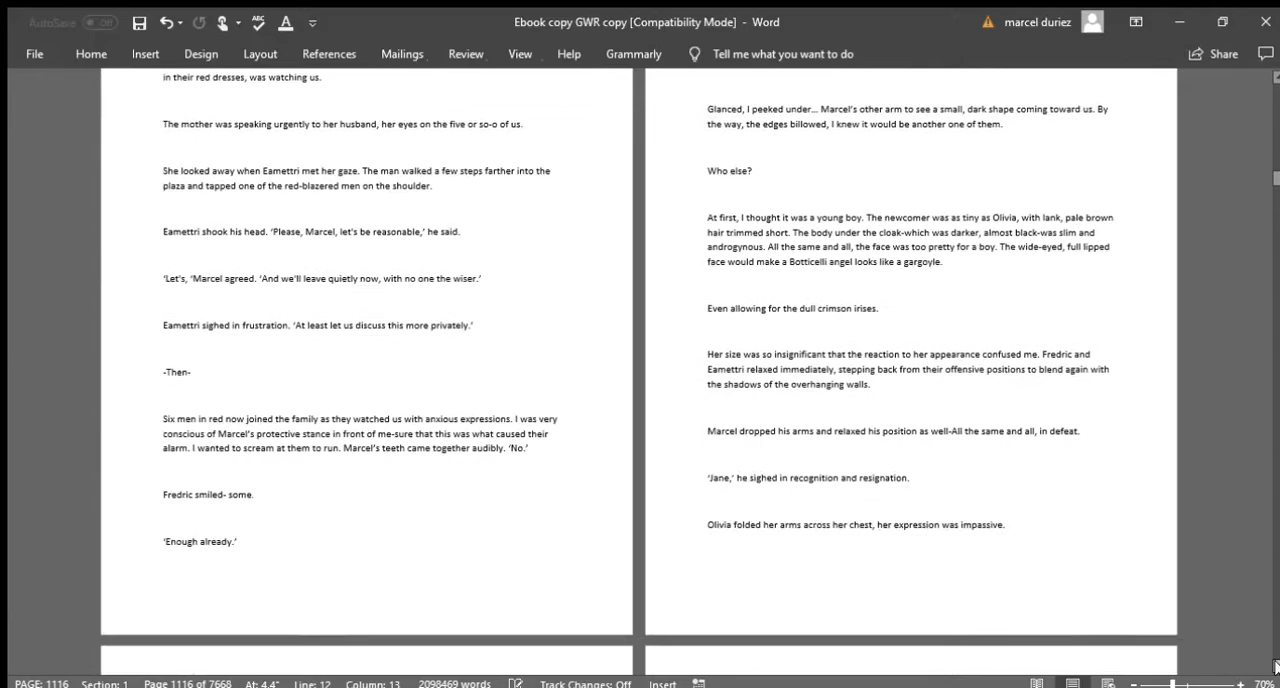 AutoSave Off
Ebook copy GWR copy [Compatibility Mode] - Word
marcel duriez
File Home Insert Design Layout References Mailings Review View Help Grammarly Tell me what you want to do Share
in their red dresses, was watching us.
The mother was speaking urgently to her husband, her eyes on the five or so-o of us.
She looked away when Eamettri met her gaze. The man walked a few steps farther into the
plaza and tapped one of the red-blazered men on the shoulder.
Eamettri shook his head. ‘Please, Marcel, let's be reasonable,’ he said.
‘Let's, ‘Marcel agreed. ‘And we'll leave quietly now, with no one the wiser.’
Eamettri sighed in frustration. ‘At least let us discuss this more privately.’
-Then-
Six men in red now joined the family as they watched us with anxious expressions. I was very
conscious of Marcel’s protective stance in front of me-sure that this was what caused their
alarm. I wanted to scream at them to run. Marcel’s teeth came together audibly. ‘No.’
Fredric smiled- some.
‘Enough already.’
Glanced, I peeked under... Marcel’s other arm to see a small, dark shape coming toward us. By
the way, the edges billowed, I knew it would be another one of them.
Who else?
At first, I thought it was a young boy. The newcomer was as tiny as Olivia, with lank, pale brown
hair trimmed short. The body under the cloak-which was darker, almost black-was slim and
androgynous. All the same and all, the face was too pretty for a boy. The wide-eyed, full lipped
face would make a Botticelli angel looks like a gargoyle.
Even allowing for the dull crimson irises.
Her size was so insignificant that the reaction to her appearance confused me. Fredric and
Eamettri relaxed immediately, stepping back from their offensive positions to blend again with
the shadows of the overhanging walls.
Marcel dropped his arms and relaxed his position as well-All the same and all, in defeat.
‘Jane,’ he sighed in recognition and resignation.
Olivia folded her arms across her chest, her expression was impassive.
PAGE: 1116 Section: 1 Page 1116 of 7668 At: 4.4" Line: 12 Column: 13 2098469 words Track Changes: Off Insert 70%